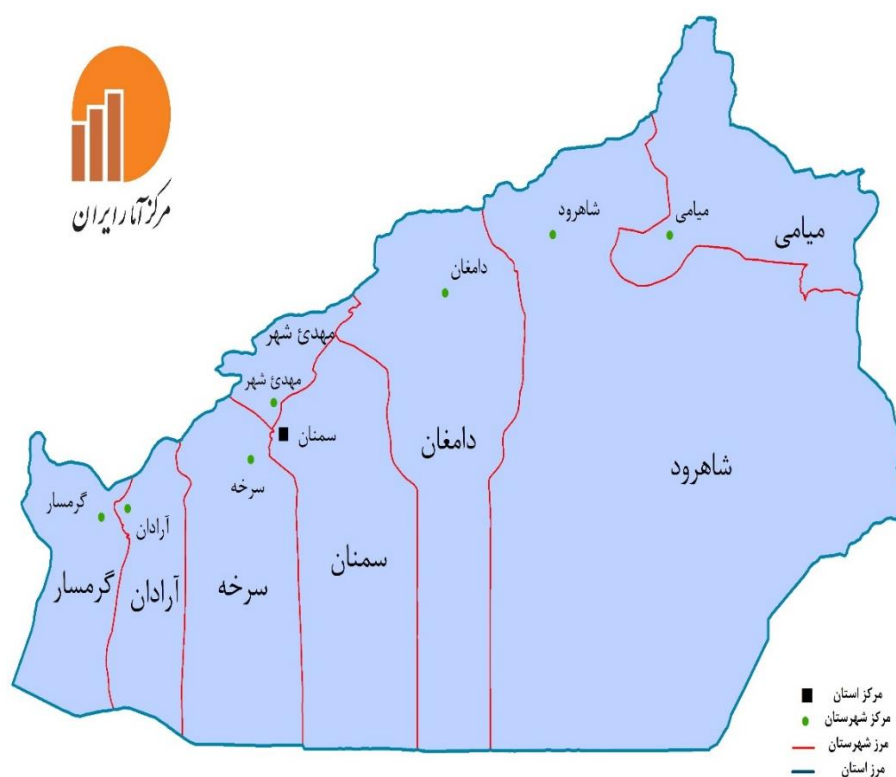 مرکز آمار ایران
میامی
میامی
شاهرود
دامغان
مهدئ شهر
مهدئ شهر
سمنان
دامغان
شاهرود
سرخه
گرمسار
آرادان
سمنان
سرخه
آرادان
گرمسار
مرکز استان
مرکز شهرستان
مرز شهرستان
مرز استان